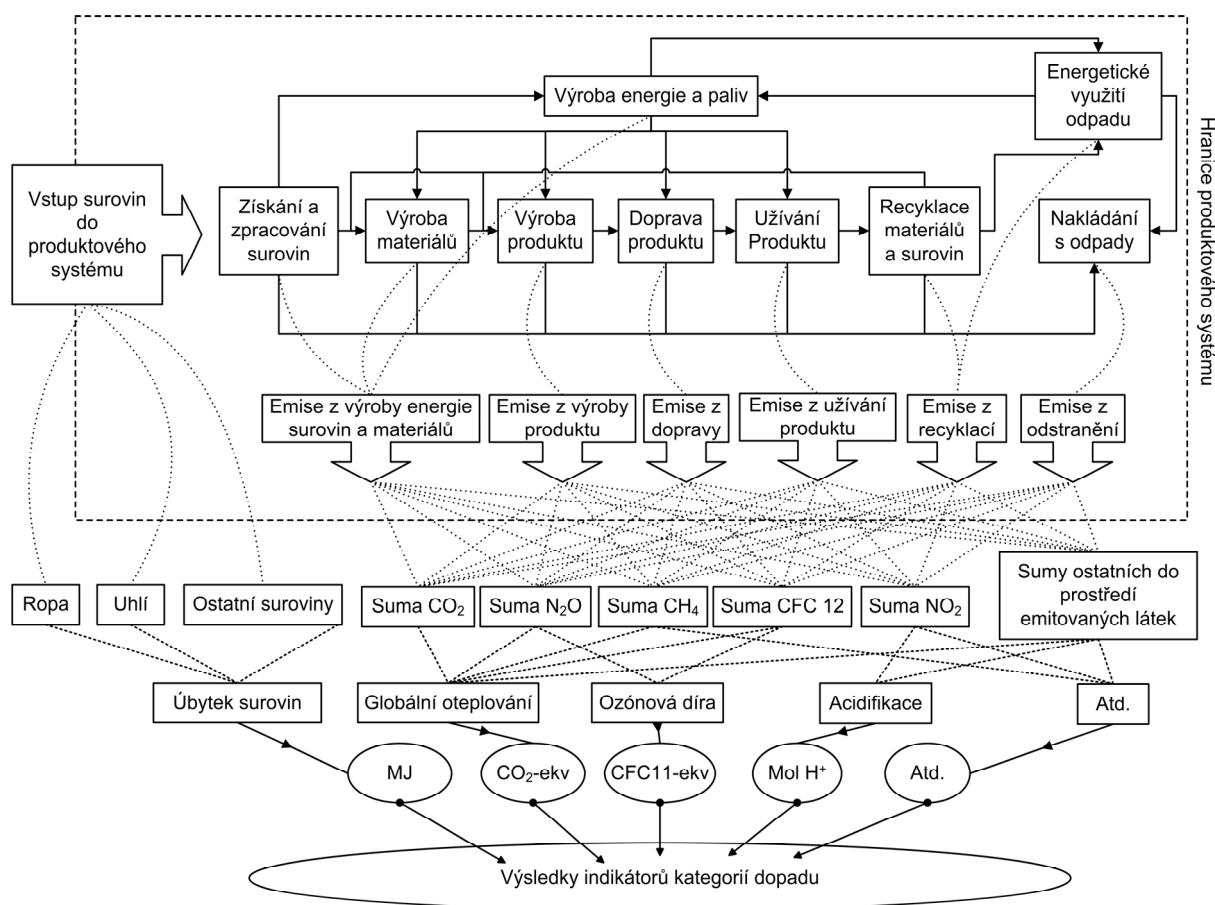 Energetické
využití
odpadu
Výroba energie a paliv
Hranice produktového systému
Vstup surovin
do
produktového
systému
Získání a
zpracování
surovin
Výroba
materiálů
Výroba
produktu
Doprava
produktu
Užívání
Produktu
Recyklace
materiálů
a surovin
Nakládání
s odpady
Emise z výroby energie
surovin a materiálů
Emise z výroby
produktu
Emise z
dopravy
Emise z užívání
produktu
Emise z
recyklací
Emise z
odstranění
Ropa
Uhlí
Ostatní suroviny
Suma CO₂
Suma N₂O
Suma CH₄
Suma CFC 12
Suma NO₂
Sumy ostatních do
prostředí
emitovaných látek
Úbytek surovin
Globální oteplování
Ozónová díra
Acidifikace
Atd.
MJ
CO₂-ekv
CFC11-ekv
Mol H⁺
Atd.
Výsledky indikátorů kategorií dopadu